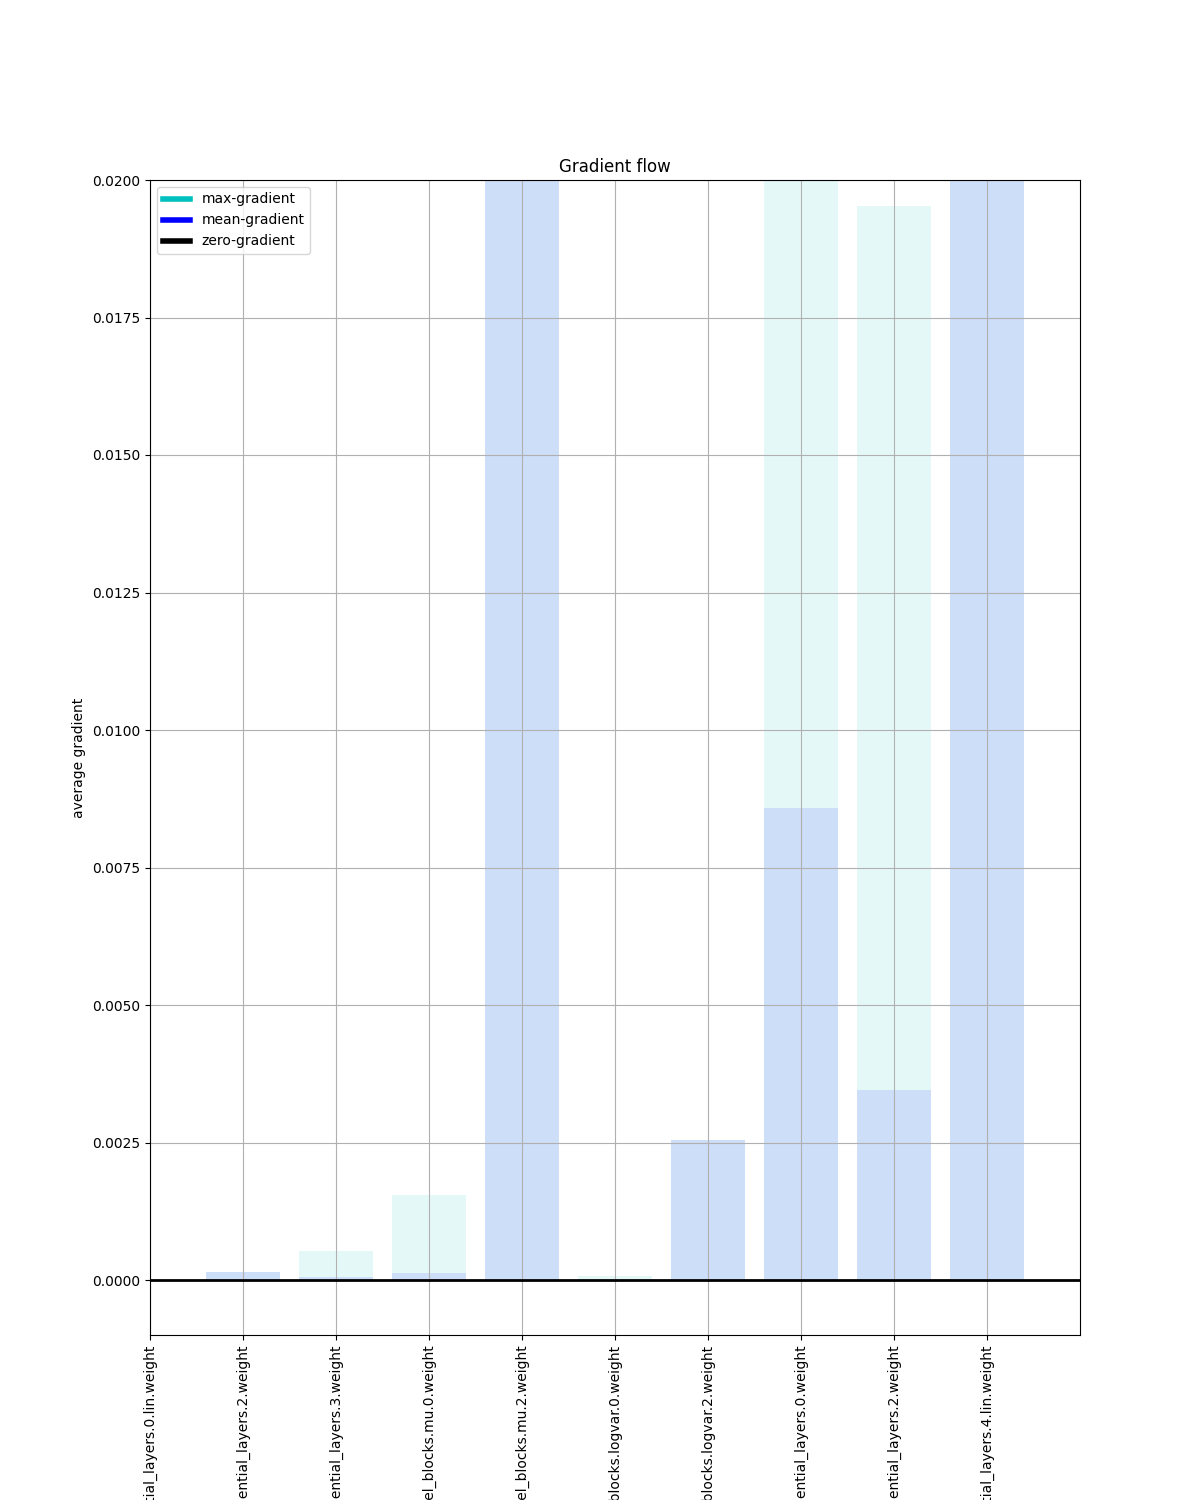 Gradient flow
max-gradient
mean-gradient
zero-gradient
0.0200
0.0175
0.0150
0.0125
0.0100
0.0075
0.0050
0.0025
0.0000
average gradient
tial_layers.0.lin.weight
ential_layers.2.weight
ential_layers.3.weight
el_blocks.mu.0.weight
el_blocks.mu.2.weight
blocks.logvar.0.weight
blocks.logvar.2.weight
ential_layers.0.weight
ential_layers.2.weight
tial_layers.4.lin.weight